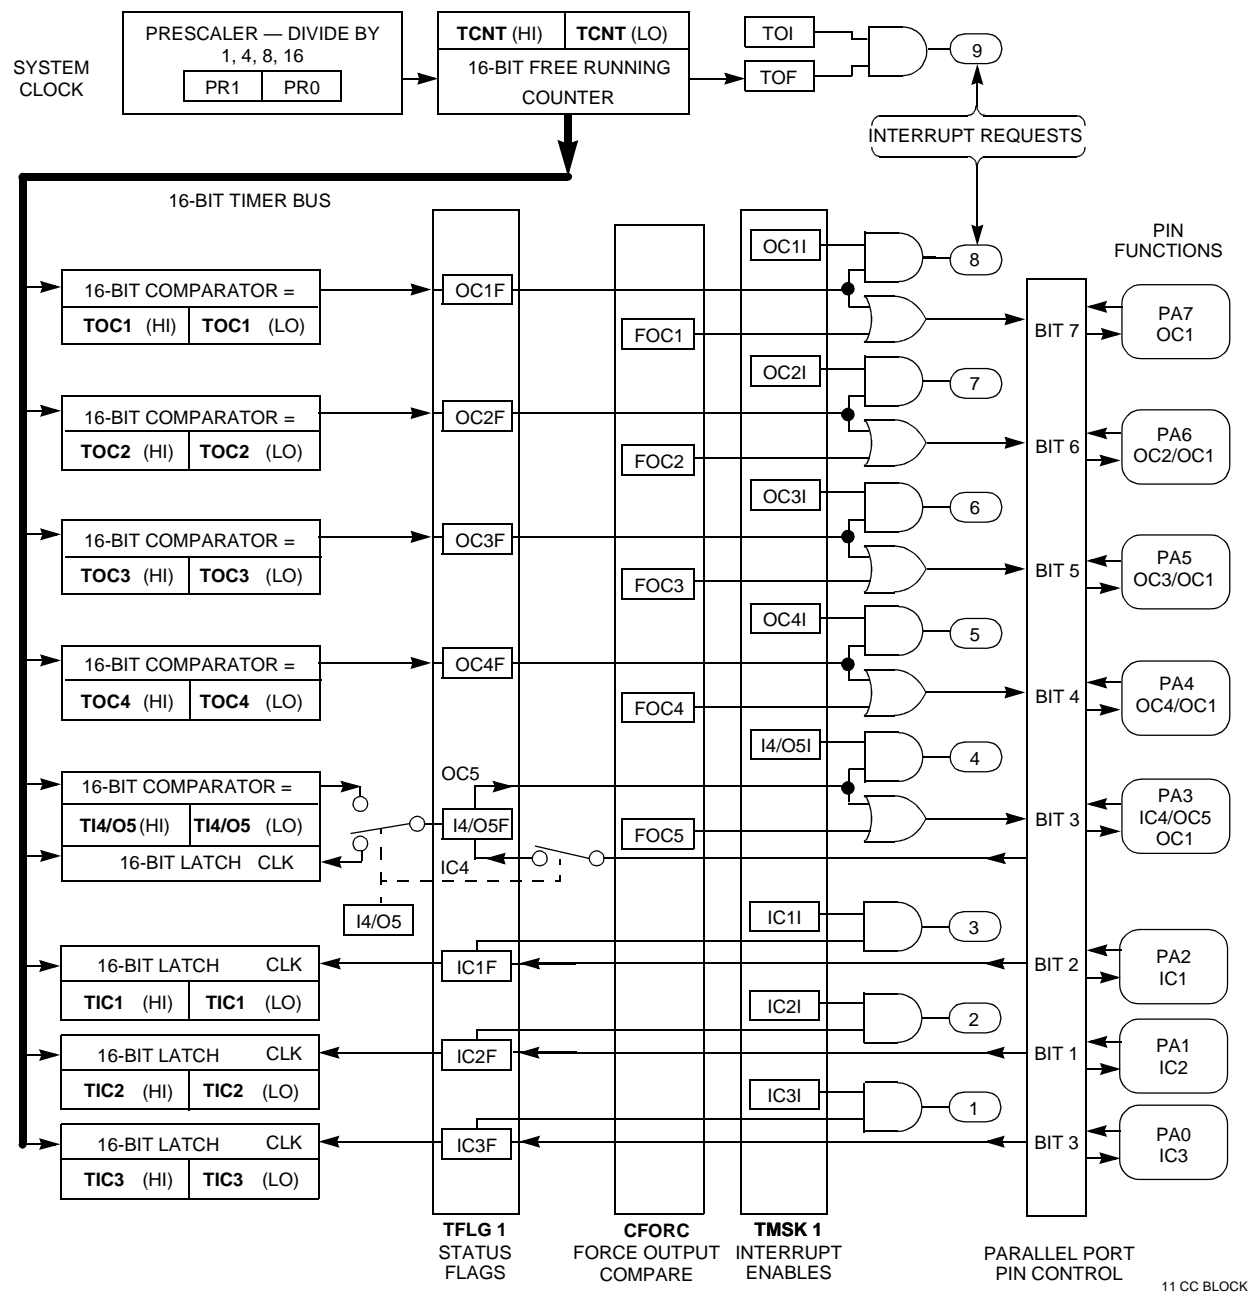 SYSTEM
CLOCK
PRESCALER — DIVIDE BY
1, 4, 8, 16
PR1 PR0
TCNT (HI) TCNT (LO)
16-BIT FREE RUNNING
COUNTER
TOI
TOF
9
INTERRUPT REQUESTS
16-BIT TIMER BUS
PIN
FUNCTIONS
OC1I
8
16-BIT COMPARATOR =
TOC1 (HI) TOC1 (LO)
OC1F
FOC1
BIT 7
PA7
OC1
OC2I
7
16-BIT COMPARATOR =
TOC2 (HI) TOC2 (LO)
OC2F
FOC2
BIT 6
PA6
OC2/OC1
OC3I
6
16-BIT COMPARATOR =
TOC3 (HI) TOC3 (LO)
OC3F
FOC3
BIT 5
PA5
OC3/OC1
OC4I
5
16-BIT COMPARATOR =
TOC4 (HI) TOC4 (LO)
OC4F
FOC4
BIT 4
PA4
OC4/OC1
I4/O5I
4
OC5
16-BIT COMPARATOR =
TI4/O5 (HI) TI4/O5 (LO)
16-BIT LATCH CLK
I4/O5F
FOC5
BIT 3
PA3
IC4/OC5
OC1
IC4
I4/O5
IC1I
3
16-BIT LATCH CLK
TIC1 (HI) TIC1 (LO)
IC1F
BIT 2
PA2
IC1
IC2I
2
16-BIT LATCH CLK
TIC2 (HI) TIC2 (LO)
IC2F
BIT 1
PA1
IC2
IC3I
1
16-BIT LATCH CLK
TIC3 (HI) TIC3 (LO)
IC3F
BIT 3
PA0
IC3
TFLG 1
STATUS
FLAGS
CFORC
FORCE OUTPUT
COMPARE
TMSK 1
INTERRUPT
ENABLES
PARALLEL PORT
PIN CONTROL
11 CC BLOCK